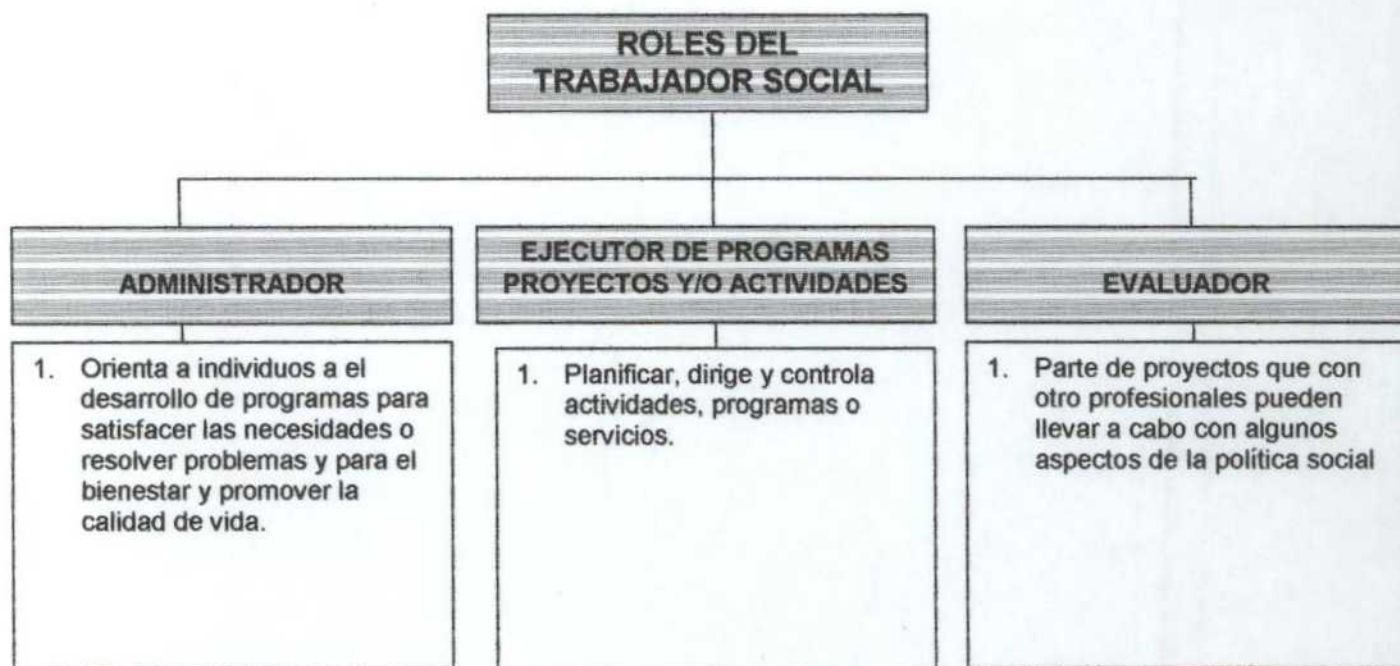 ROLES DEL
TRABAJADOR SOCIAL
ADMINISTRADOR
EJECUTOR DE PROGRAMAS
PROYECTOS Y/O ACTIVIDADES
EVALUADOR
1. Orienta a individuos a el
desarrollo de programas para
satisfacer las necesidades o
resolver problemas y para el
bienestar y promover la
calidad de vida.
1. Planificar, dirige y controla
actividades, programas o
servicios.
1. Parte de proyectos que con
otro profesionales pueden
llevar a cabo con algunos
aspectos de la política social